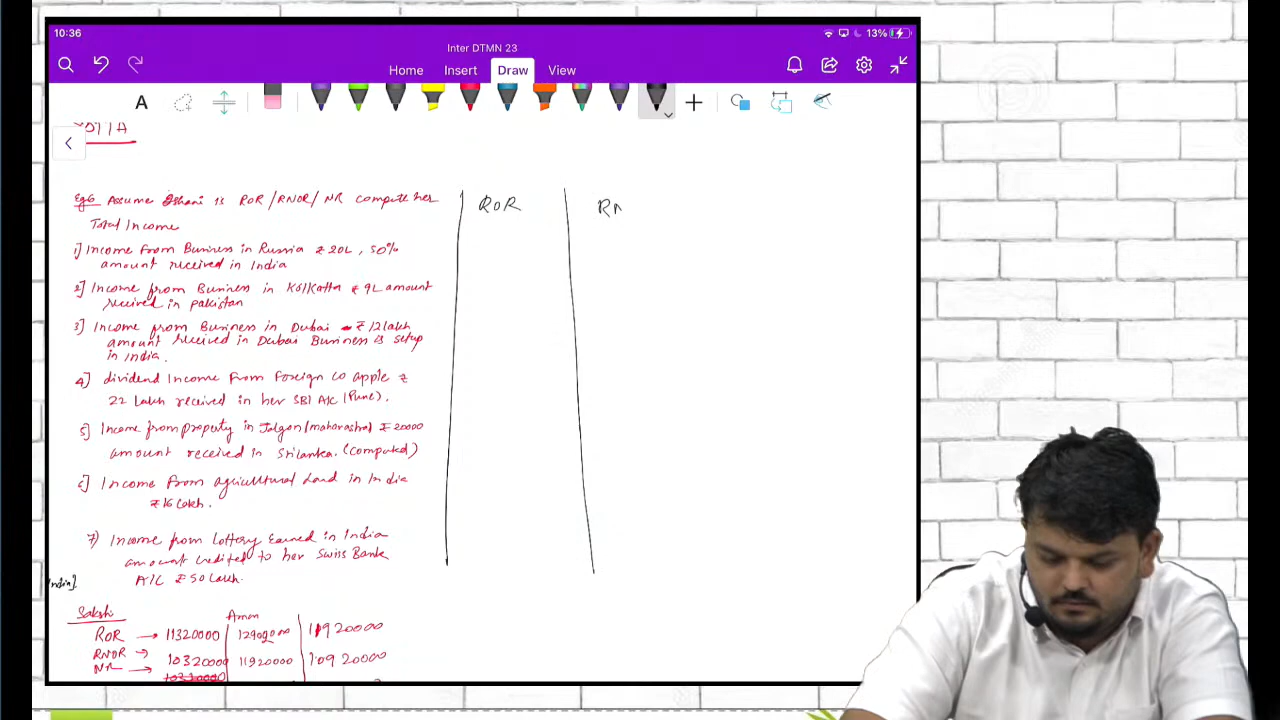 10:36
13%
Inter DTMN 23
Home Insert Draw View
A
Eg6 Assume Ishani is ROR/RNOR/NR compute her
Total Income
1] Income from Business in Russia ₹ 20L, 50%
amount received in India
2] Income from Business in Kolkatta ₹ 9L amount
received in pakistan
3] Income from Business in Dubai ₹ 12 lakh
amount received in Dubai Business is setup
in India.
4] dividend Income from Foreign co apple ₹
22 Lakh received in her SBI A/C (Pune).
5] Income from property in Jalgon (maharashtra) ₹ 20000
amount received in Srilanka. (computed)
6] Income from agricultural Land in India
₹ 16 Lakh.
7] Income from Lottery Earned in India
amount credited to her Swiss Bank
A/C ₹ 50 Lakh.
ROR
RN
India].
Sakshi Aman
ROR → 11320000 12909000 11920000
RNOR →
NR → 10320000 11920000 10920000